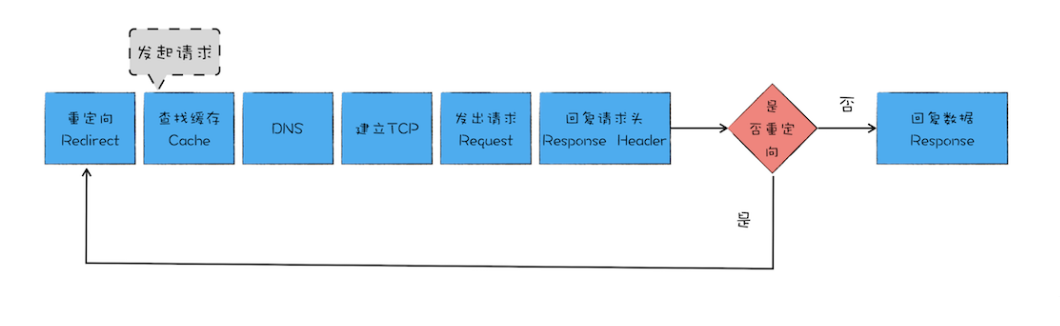 发起请求
重定向
Redirect
查找缓存
Cache
DNS
建立TCP
发出请求
Request
回复请求头
Response Header
是
否重定
向
否
回复数据
Response
是